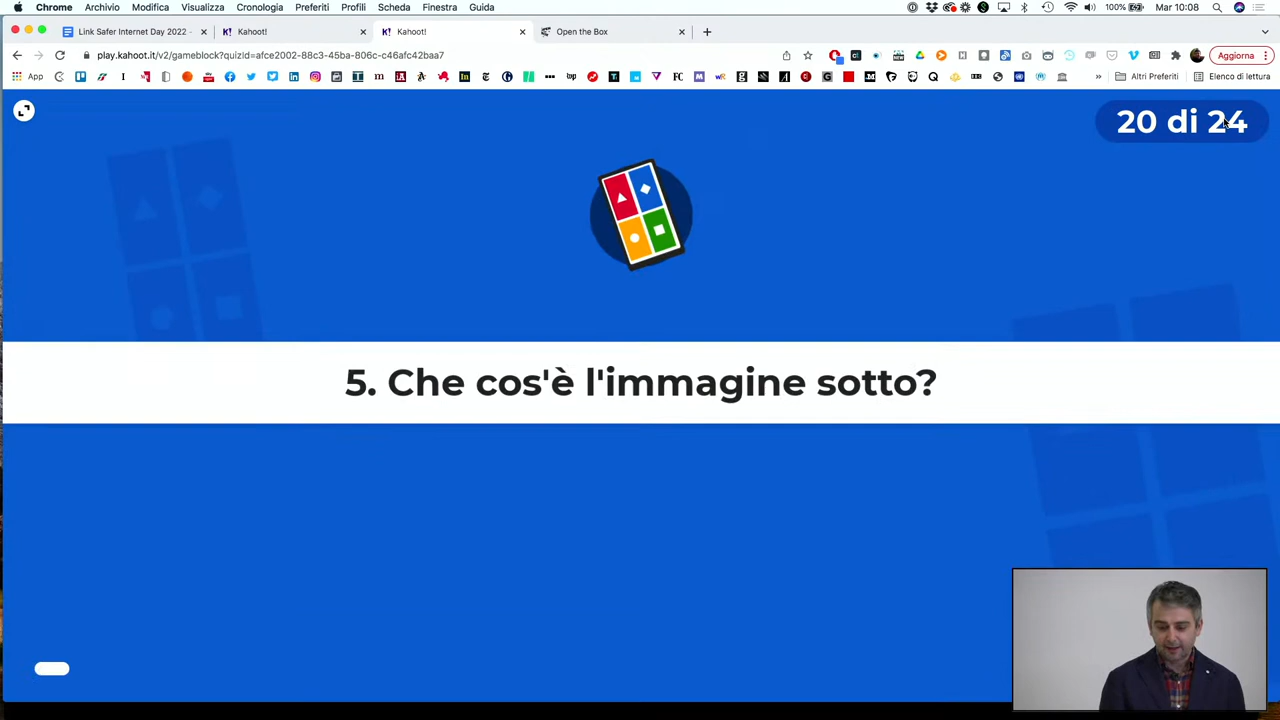 Chrome Archivio Modifica Visualizza Cronologia Preferiti Profili Scheda Finestra Guida 100% Mar 10:08
Link Safer Internet Day 2022 - Kahoot! Kahoot! Open the Box
play.kahoot.it/v2/gameblock?quizId=afce2002-88c3-45ba-806c-c46afc42baa7 Aggiorna
App Altri Preferiti Elenco di lettura
20 di 24
5. Che cos'è l'immagine sotto?